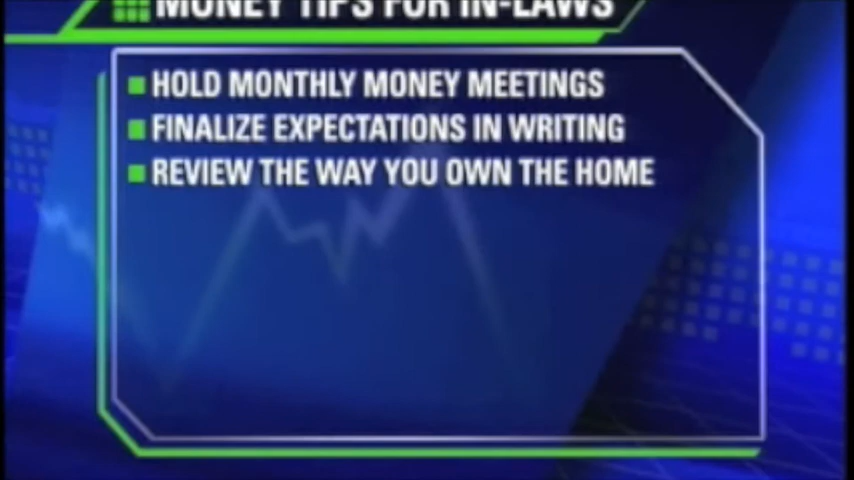 MONEY TIPS FOR IN-LAWS
HOLD MONTHLY MONEY MEETINGS
FINALIZE EXPECTATIONS IN WRITING
REVIEW THE WAY YOU OWN THE HOME